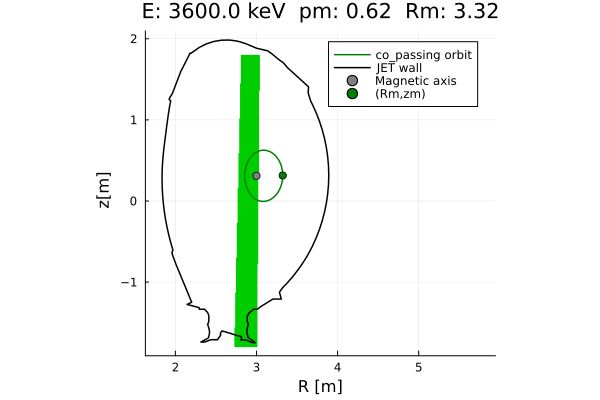 E: 3600.0 keV  pm: 0.62  Rm: 3.32
co_passing orbit
JET wall
Magnetic axis
(Rm,zm)
z[m]
2
1
0
−1
2
3
4
5
R [m]